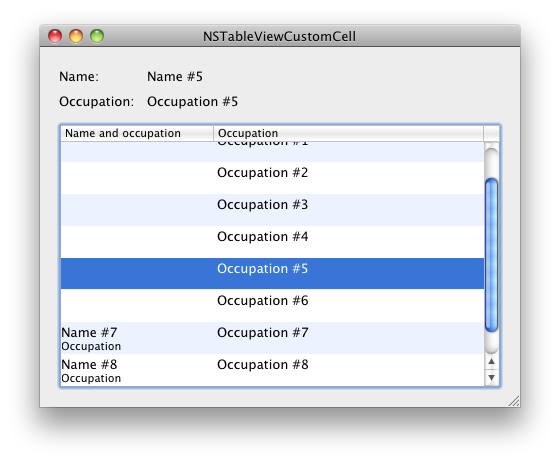 NSTableViewCustomCell
Name: Name #5
Occupation: Occupation #5
Name and occupation Occupation
Occupation #1
Occupation #2
Occupation #3
Occupation #4
Occupation #5
Occupation #6
Name #7 Occupation #7
Occupation
Name #8 Occupation #8
Occupation